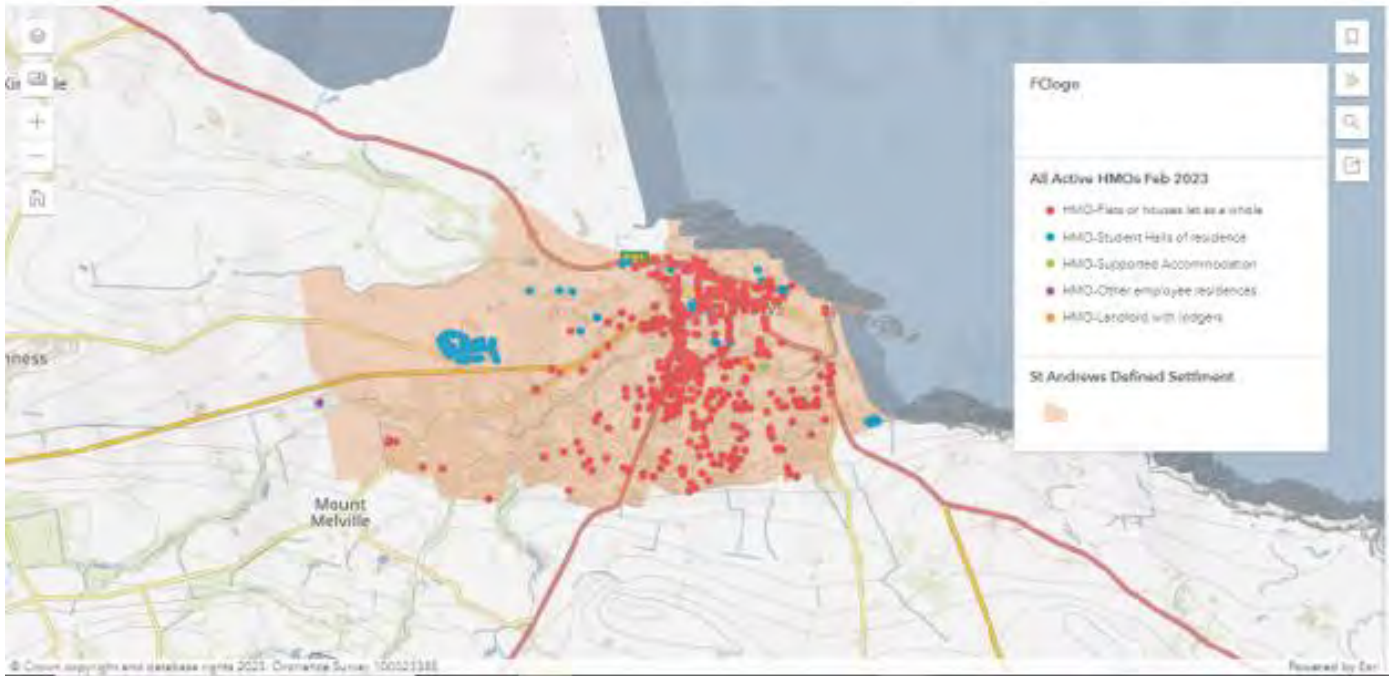 FClogo
All Active HMOs Feb 2023
HMO-Flats or houses let as a whole
HMO-Student Halls of residence
HMO-Supported Accommodation
HMO-Other employee residences
HMO-Landlord with lodgers
St Andrews Defined Settlment
Mount
Melville
© Crown copyright and database rights 2023. Ordnance Survey 100023385
Powered by Esri